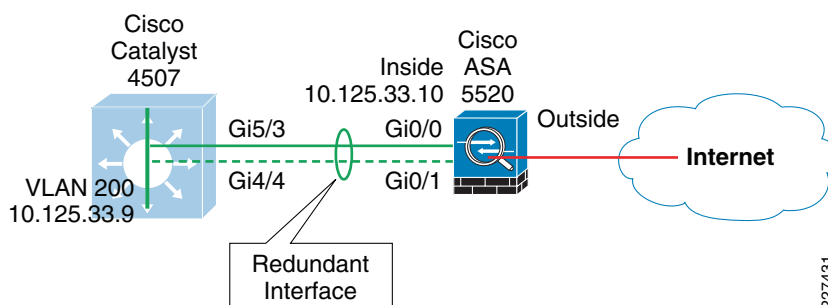 Cisco
Catalyst
4507
Inside
10.125.33.10
Cisco
ASA
5520
Gi5/3
Gi0/0
Outside
Internet
VLAN 200
10.125.33.9
Gi4/4
Gi0/1
Redundant
Interface
227431